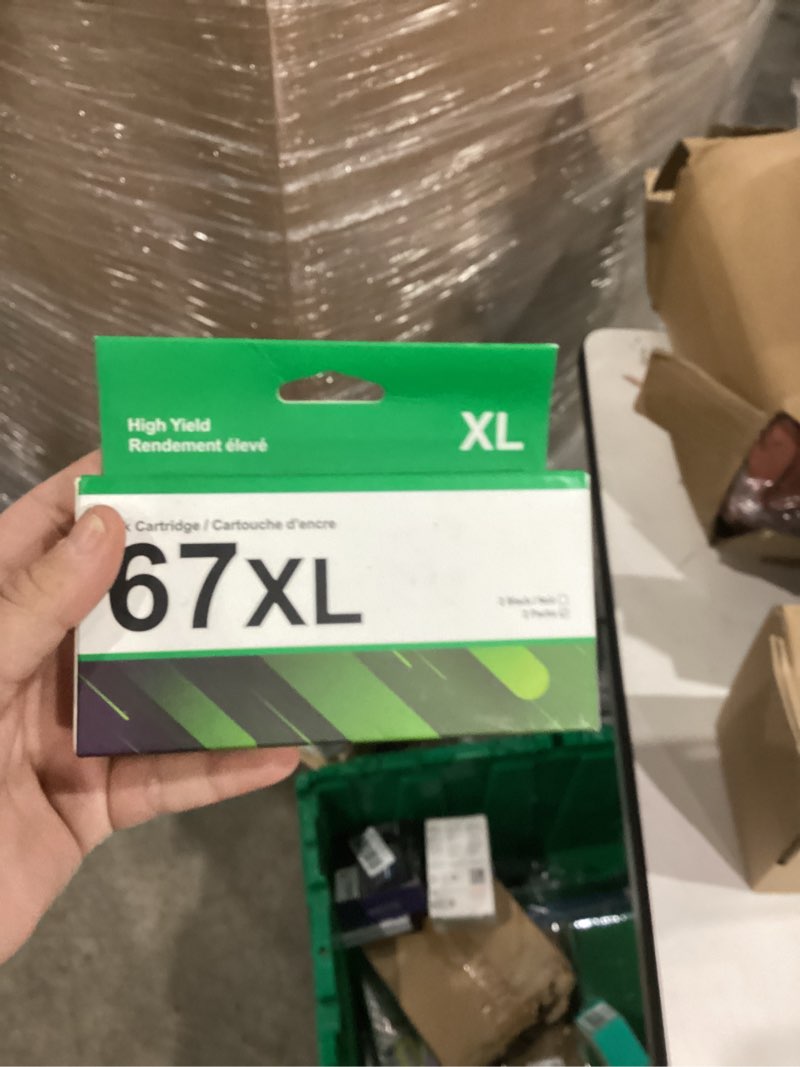 High Yield
Rendement élevé
XL
Cartridge / Cartouche d'encre
67XL